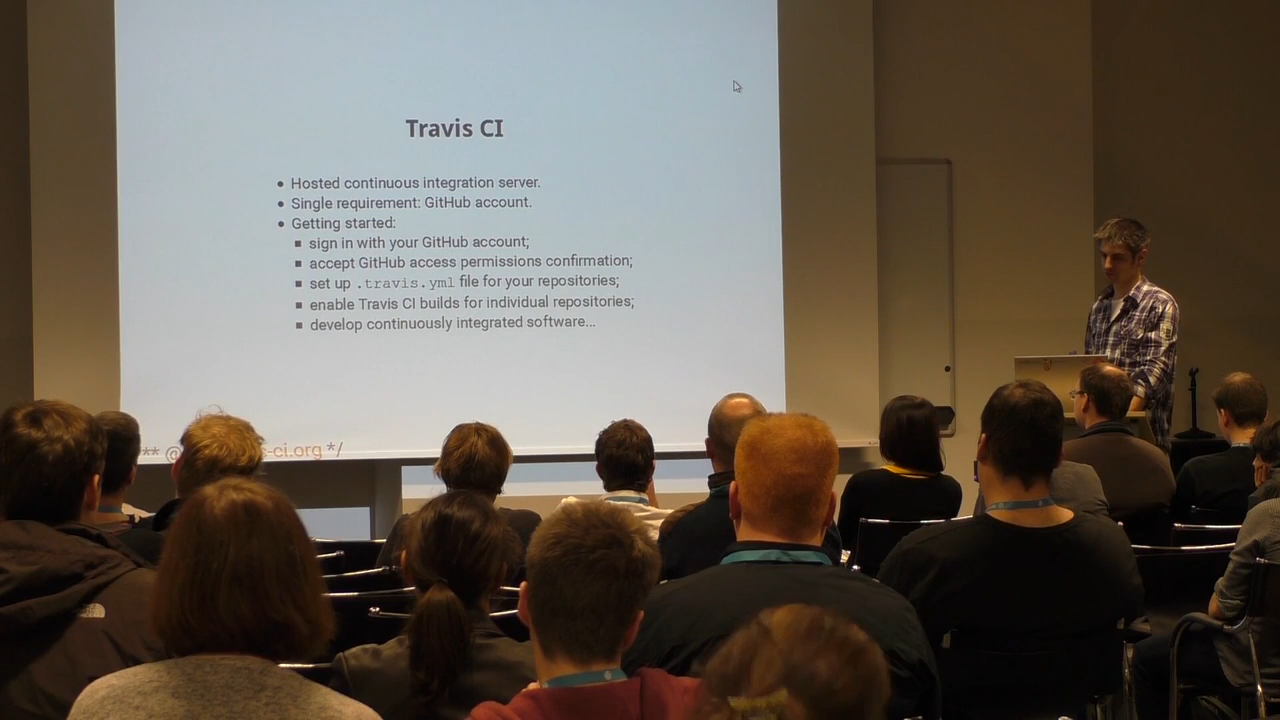 Travis CI
• Hosted continuous integration server.
• Single requirement: GitHub account.
• Getting started:
▪ sign in with your GitHub account;
▪ accept GitHub access permissions confirmation;
▪ set up .travis.yml file for your repositories;
▪ enable Travis CI builds for individual repositories;
▪ develop continuously integrated software...
** @ -ci.org */